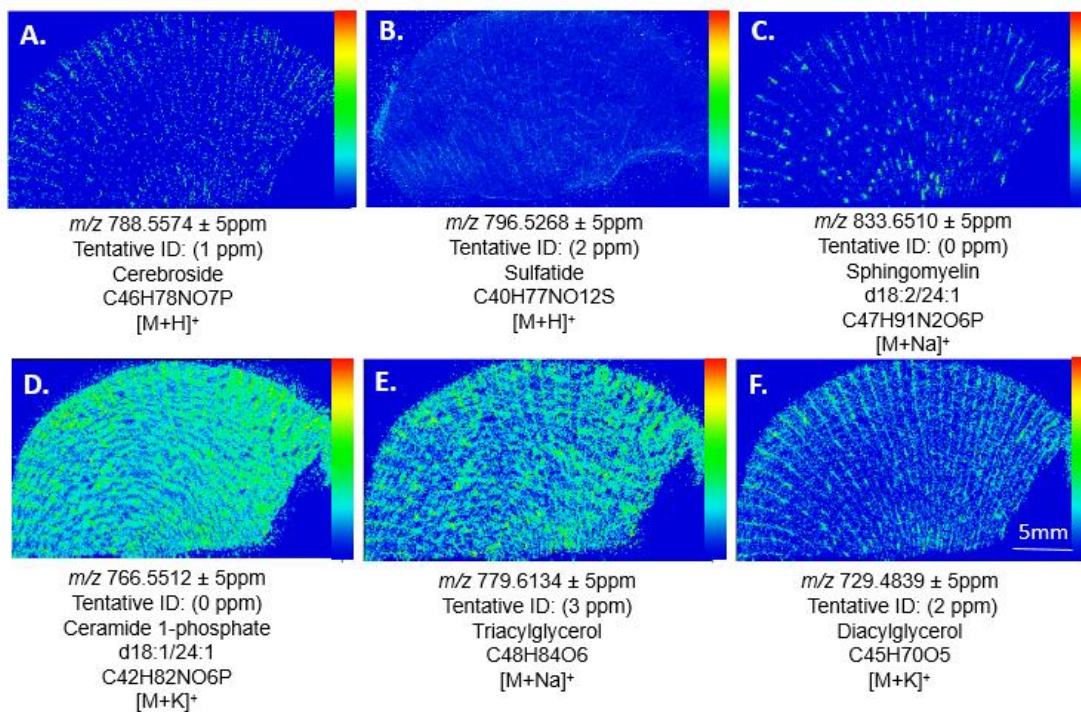 A.
m/z 788.5574 ± 5ppm
Tentative ID: (1 ppm)
Cerebroside
C46H78NO7P
[M+H]⁺
B.
m/z 796.5268 ± 5ppm
Tentative ID: (2 ppm)
Sulfatide
C40H77NO12S
[M+H]⁺
C.
m/z 833.6510 ± 5ppm
Tentative ID: (0 ppm)
Sphingomyelin
d18:2/24:1
C47H91N2O6P
[M+Na]⁺
D.
m/z 766.5512 ± 5ppm
Tentative ID: (0 ppm)
Ceramide 1-phosphate
d18:1/24:1
C42H82NO6P
[M+K]⁺
E.
m/z 779.6134 ± 5ppm
Tentative ID: (3 ppm)
Triacylglycerol
C48H84O6
[M+Na]⁺
F.
5mm
m/z 729.4839 ± 5ppm
Tentative ID: (2 ppm)
Diacylglycerol
C45H70O5
[M+K]⁺